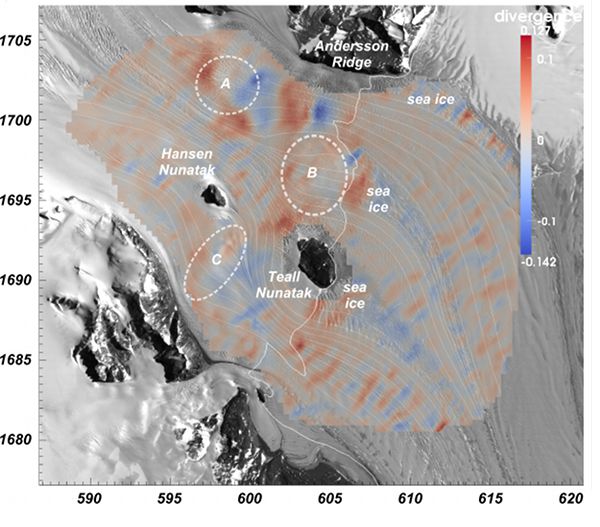 divergence
0.127
0.1
0
-0.1
-0.142
1705
1700
1695
1690
1685
1680
Andersson
Ridge
A
sea ice
Hansen
Nunatak
B
sea
ice
C
Teall
Nunatak
sea
ice
590
595
600
605
610
615
620